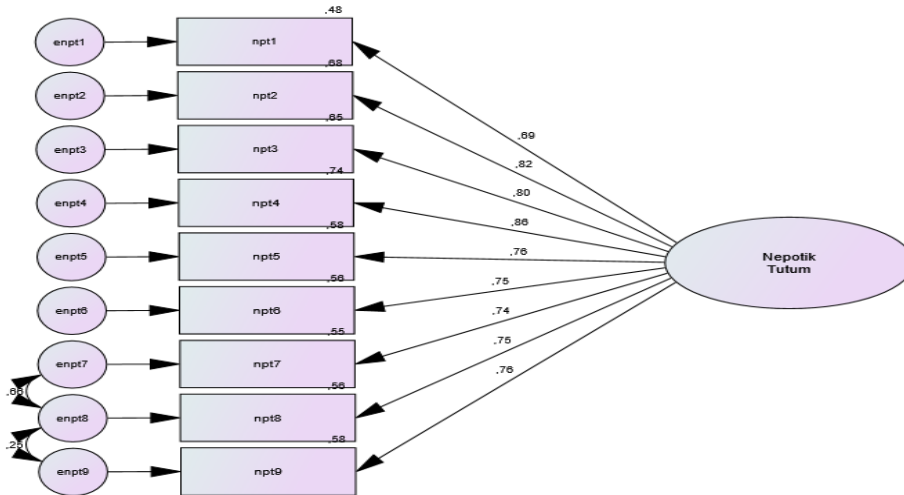 .48
enpt1
npt1
.68
enpt2
npt2
.65
enpt3
npt3
.74
enpt4
npt4
.58
enpt5
npt5
.56
enpt6
npt6
.55
enpt7
npt7
.56
enpt8
npt8
.58
enpt9
npt9
.66
.25
.69
.82
.80
.86
.76
.75
.74
.75
.76
Nepotik
Tutum